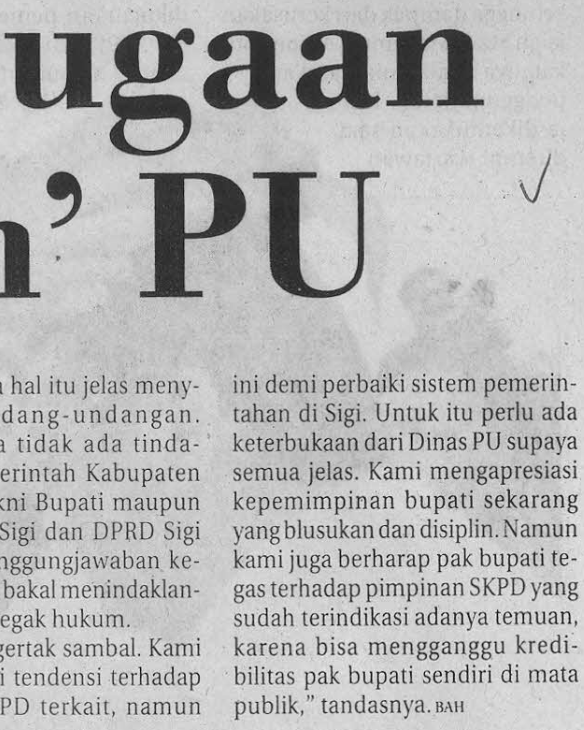 ugaan
’ PU
hal itu jelas meny-
dang-undangan.
tidak ada tinda-
erintah Kabupaten
kni Bupati maupun
Sigi dan DPRD Sigi
nggungjawaban ke-
bakal menindaklan-
egak hukum.
gertak sambal. Kami
i tendensi terhadap
PD terkait, namun
ini demi perbaiki sistem pemerin-
tahan di Sigi. Untuk itu perlu ada
keterbukaan dari Dinas PU supaya
semua jelas. Kami mengapresiasi
kepemimpinan bupati sekarang
yang blusukan dan disiplin. Namun
kami juga berharap pak bupati te-
gas terhadap pimpinan SKPD yang
sudah terindikasi adanya temuan,
karena bisa mengganggu kredi-
bilitas pak bupati sendiri di mata
publik,” tandasnya. BAH